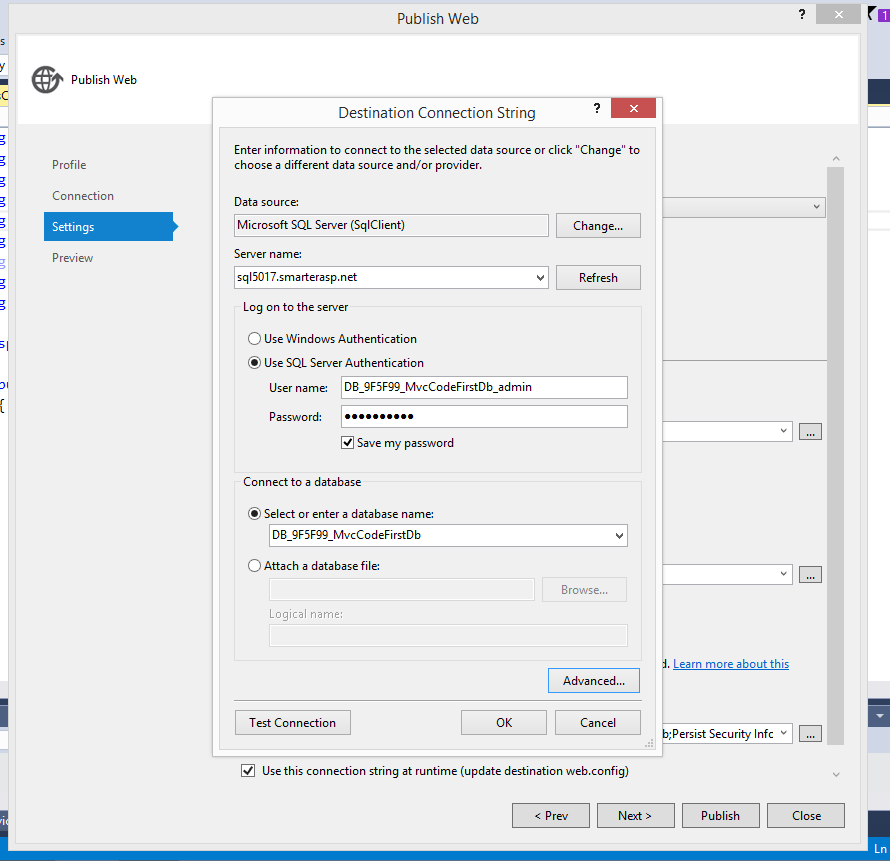 Publish Web
?
Publish Web
Destination Connection String
?
Enter information to connect to the selected data source or click "Change" to
choose a different data source and/or provider.
Profile
Connection
Settings
Preview
Data source:
Microsoft SQL Server (SqlClient)
Change...
Server name:
sql5017.smarterasp.net
Refresh
Log on to the server
Use Windows Authentication
Use SQL Server Authentication
User name:
DB_9F5F99_MvcCodeFirstDb_admin
Password:
●●●●●●●●●●
Save my password
...
Connect to a database
Select or enter a database name:
DB_9F5F99_MvcCodeFirstDb
Attach a database file:
Browse...
...
Logical name:
d. Learn more about this
Advanced...
Test Connection
OK
Cancel
b;Persist Security Info
...
Use this connection string at runtime (update destination web.config)
< Prev
Next >
Publish
Close
Ln